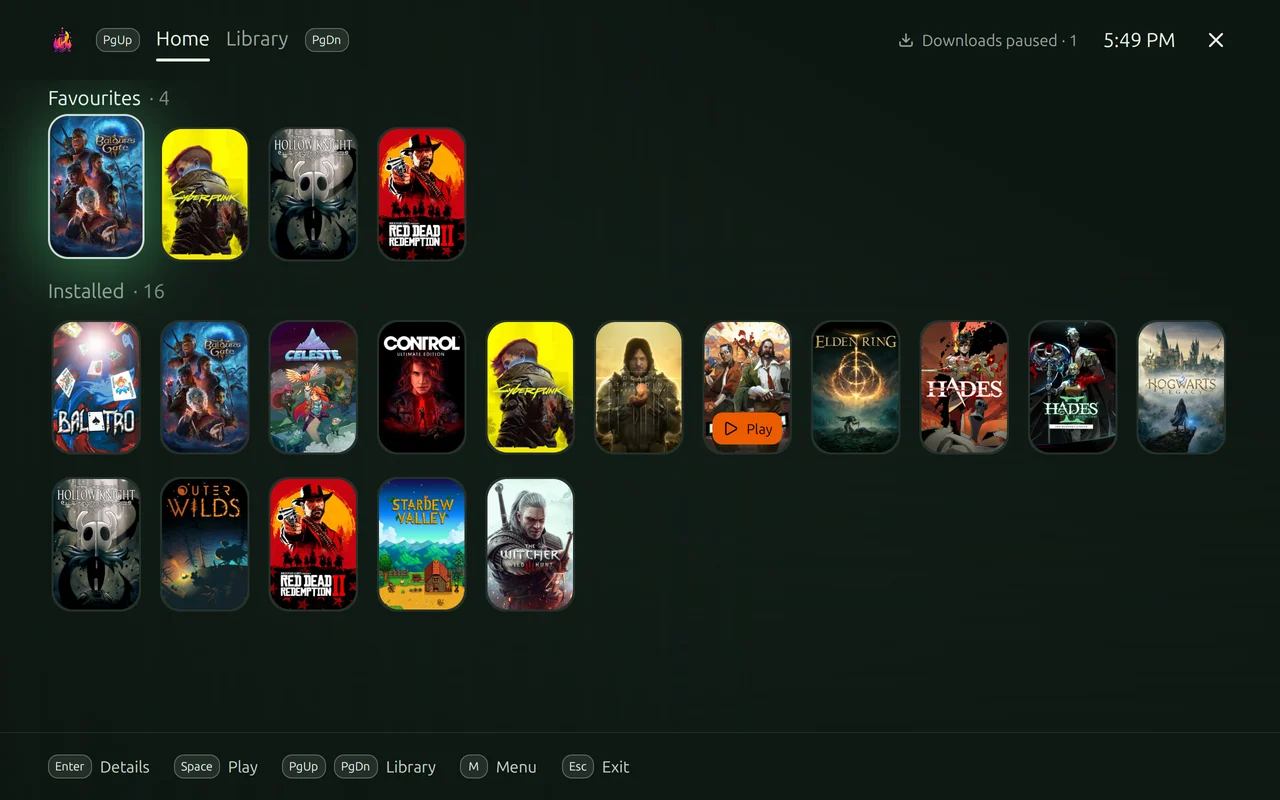 PgUp
Home
Library
PgDn
Downloads paused · 1
5:49 PM
Favourites · 4
Baldur's Gate
CYBERPUNK
HOLLOW KNIGHT
RED DEAD
REDEMPTION II
Installed · 16
BALATRO
Baldur's Gate
CELESTE
CONTROL
ULTIMATE EDITION
CYBERPUNK
Play
ELDEN RING
HADES
HADES
II
HOGWARTS
LEGACY
HOLLOW KNIGHT
OUTER
WILDS
RED DEAD
REDEMPTION II
STARDEW
VALLEY
THE
WITCHER
WILD HUNT
Enter Details
Space Play
PgUp PgDn Library
M Menu
Esc Exit